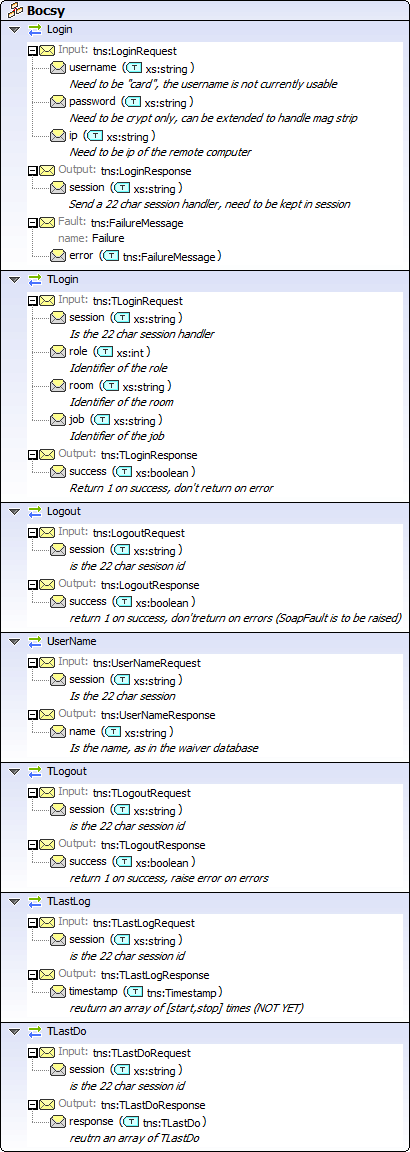 Bocsy
Login
Input: tns:LoginRequest
username (T xs:string)
Need to be "card", the username is not currently usable
password (T xs:string)
Need to be crypt only, can be extended to handle mag strip
ip (T xs:string)
Need to be ip of the remote computer
Output: tns:LoginResponse
session (T xs:string)
Send a 22 char session handler, need to be kept in session
Fault: tns:FailureMessage
name: Failure
error (T tns:FailureMessage)
TLogin
Input: tns:TLoginRequest
session (T xs:string)
Is the 22 char session handler
role (T xs:int)
Identifier of the role
room (T xs:string)
Identifier of the room
job (T xs:string)
Identifier of the job
Output: tns:TLoginResponse
success (T xs:boolean)
Return 1 on success, don't return on error
Logout
Input: tns:LogoutRequest
session (T xs:string)
is the 22 char sesison id
Output: tns:LogoutResponse
success (T xs:boolean)
return 1 on success, don'treturn on errors (SoapFault is to be raised)
UserName
Input: tns:UserNameRequest
session (T xs:string)
Is the 22 char session
Output: tns:UserNameResponse
name (T xs:string)
Is the name, as in the waiver database
TLogout
Input: tns:TLogoutRequest
session (T xs:string)
is the 22 char session id
Output: tns:TLogoutResponse
success (T xs:boolean)
return 1 on success, raise error on errors
TLastLog
Input: tns:TLastLogRequest
session (T xs:string)
is the 22 char session id
Output: tns:TLastLogResponse
timestamp (T tns:Timestamp)
reuturn an array of [start,stop] times (NOT YET)
TLastDo
Input: tns:TLastDoRequest
session (T xs:string)
is the 22 char session id
Output: tns:TLastDoResponse
response (T tns:TLastDo)
reutrn an array of TLastDo